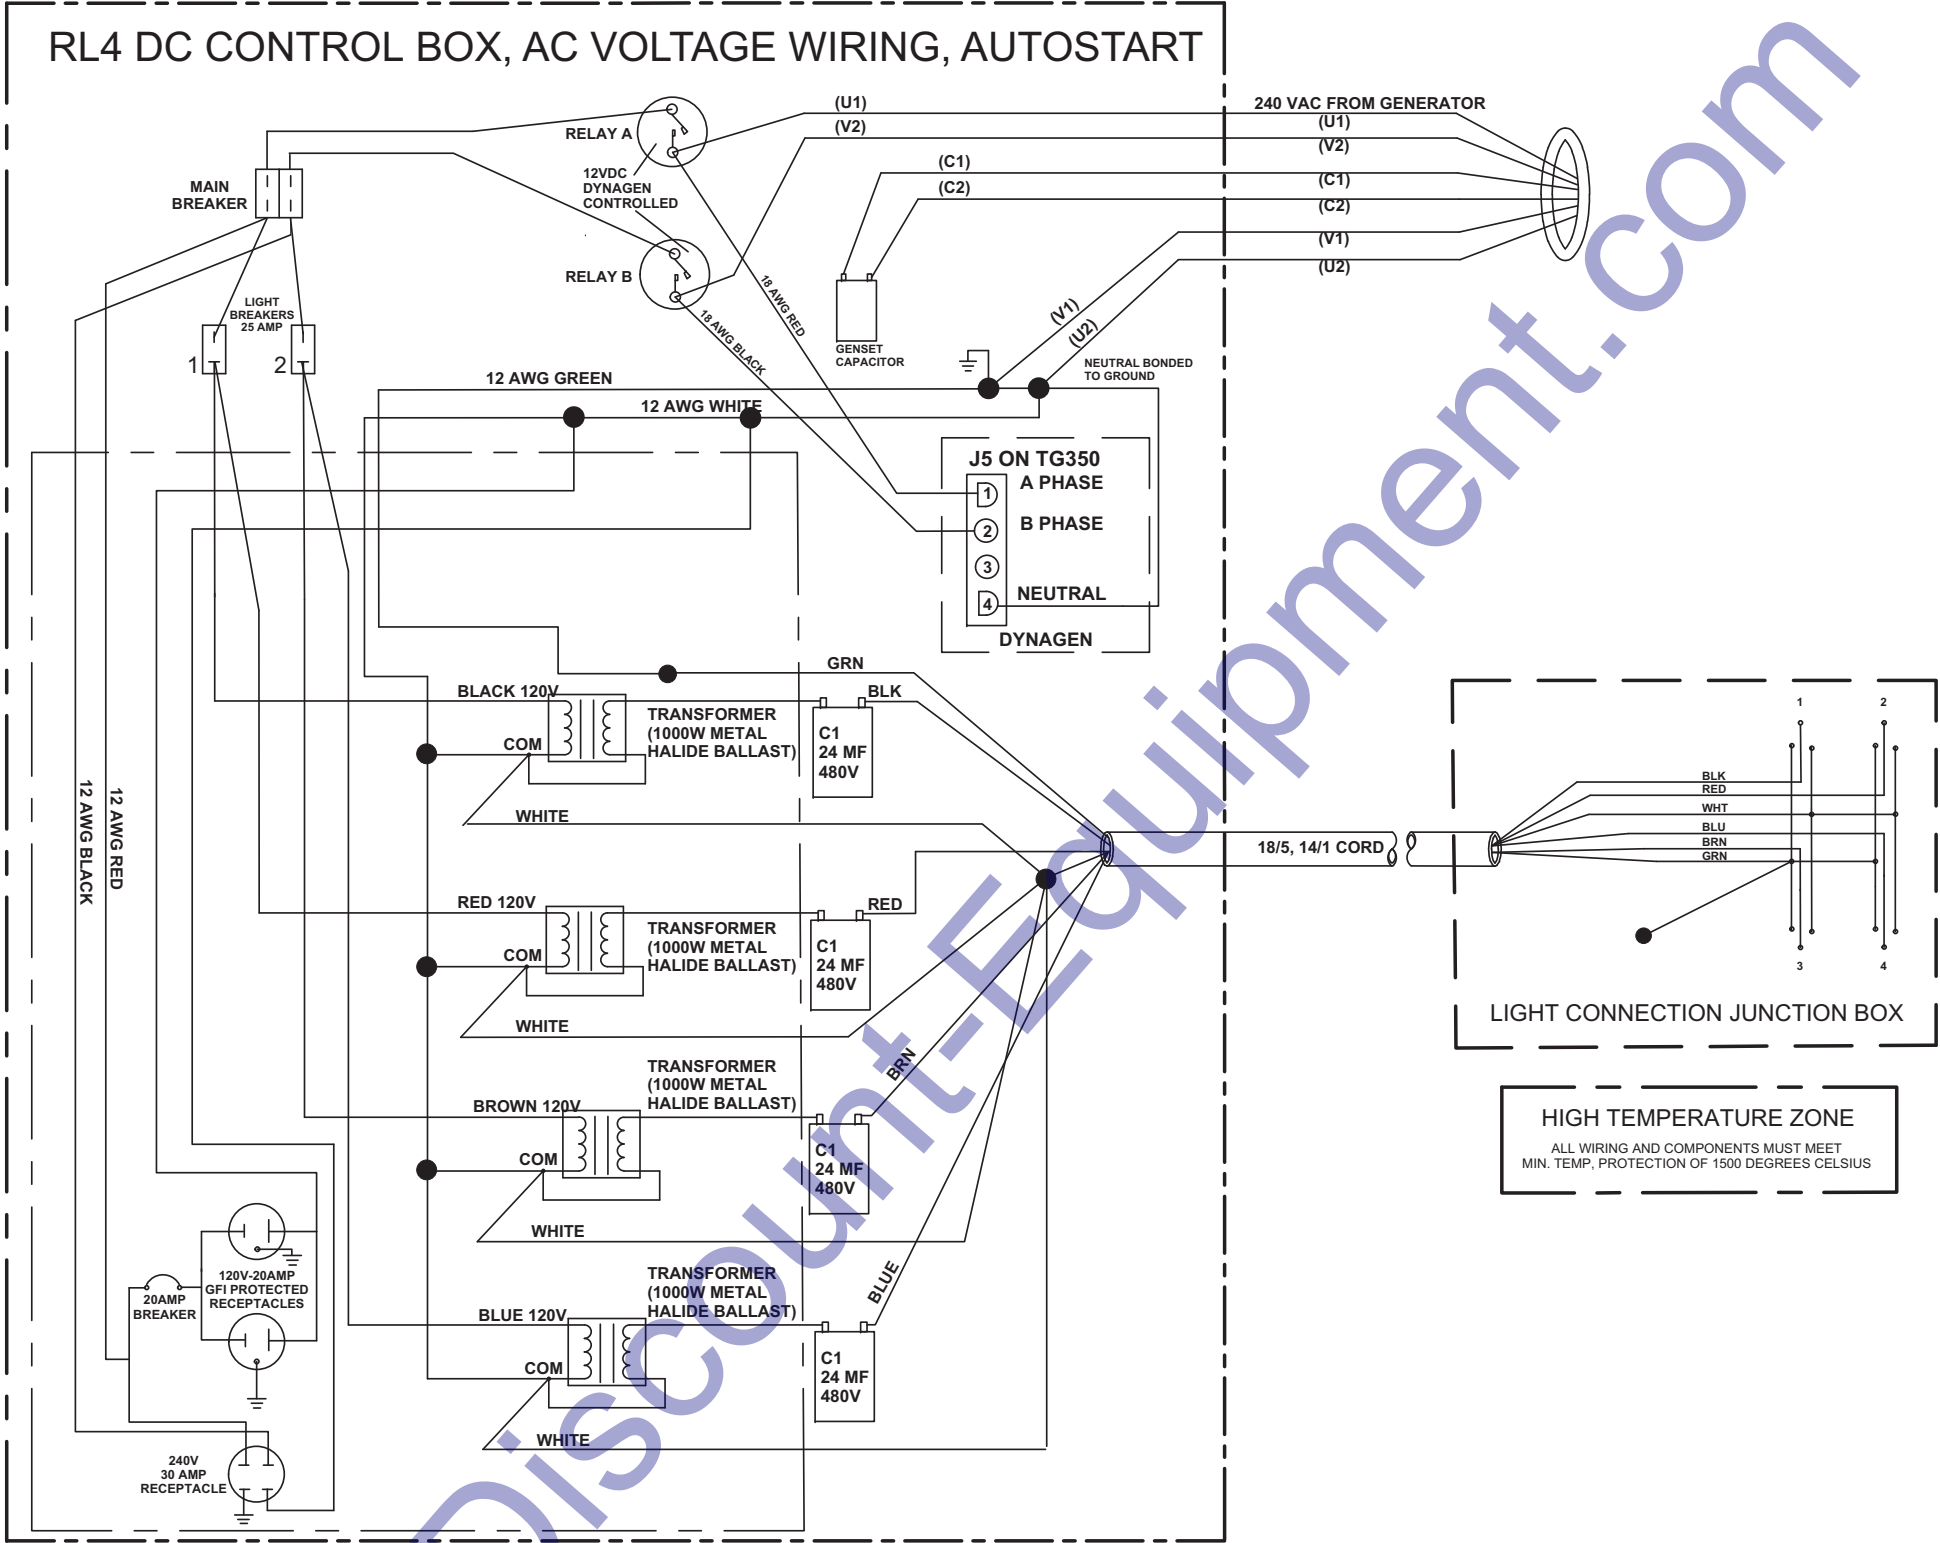 RL4 DC CONTROL BOX, AC VOLTAGE WIRING, AUTOSTART
(U1)
(V2)
(C1)
(C2)
240 VAC FROM GENERATOR
(U1)
(V2)
(C1)
(C2)
(V1)
(U2)
RELAY A
12VDC
DYNAGEN
CONTROLLED
RELAY B
MAIN
BREAKER
LIGHT
BREAKERS
25 AMP
1
2
18 AWG RED
18 AWG BLACK
GENSET
CAPACITOR
(V1)
(U2)
NEUTRAL BONDED
TO GROUND
12 AWG GREEN
12 AWG WHITE
J5 ON TG350
1
A PHASE
2
B PHASE
3
4
NEUTRAL
DYNAGEN
12 AWG BLACK
12 AWG RED
GRN
BLACK 120V
TRANSFORMER
(1000W METAL
HALIDE BALLAST)
COM
BLK
C1
24 MF
480V
WHITE
RED 120V
TRANSFORMER
(1000W METAL
HALIDE BALLAST)
COM
RED
C1
24 MF
480V
WHITE
BROWN 120V
TRANSFORMER
(1000W METAL
HALIDE BALLAST)
COM
BRN
C1
24 MF
480V
WHITE
BLUE 120V
TRANSFORMER
(1000W METAL
HALIDE BALLAST)
COM
BLUE
C1
24 MF
480V
WHITE
120V-20AMP
GFI PROTECTED
RECEPTACLES
20AMP
BREAKER
240V
30 AMP
RECEPTACLE
18/5, 14/1 CORD
1
2
BLK
RED
WHT
BLU
BRN
GRN
3
4
LIGHT CONNECTION JUNCTION BOX
HIGH TEMPERATURE ZONE
ALL WIRING AND COMPONENTS MUST MEET
MIN. TEMP, PROTECTION OF 1500 DEGREES CELSIUS
Discount-Equipment.com